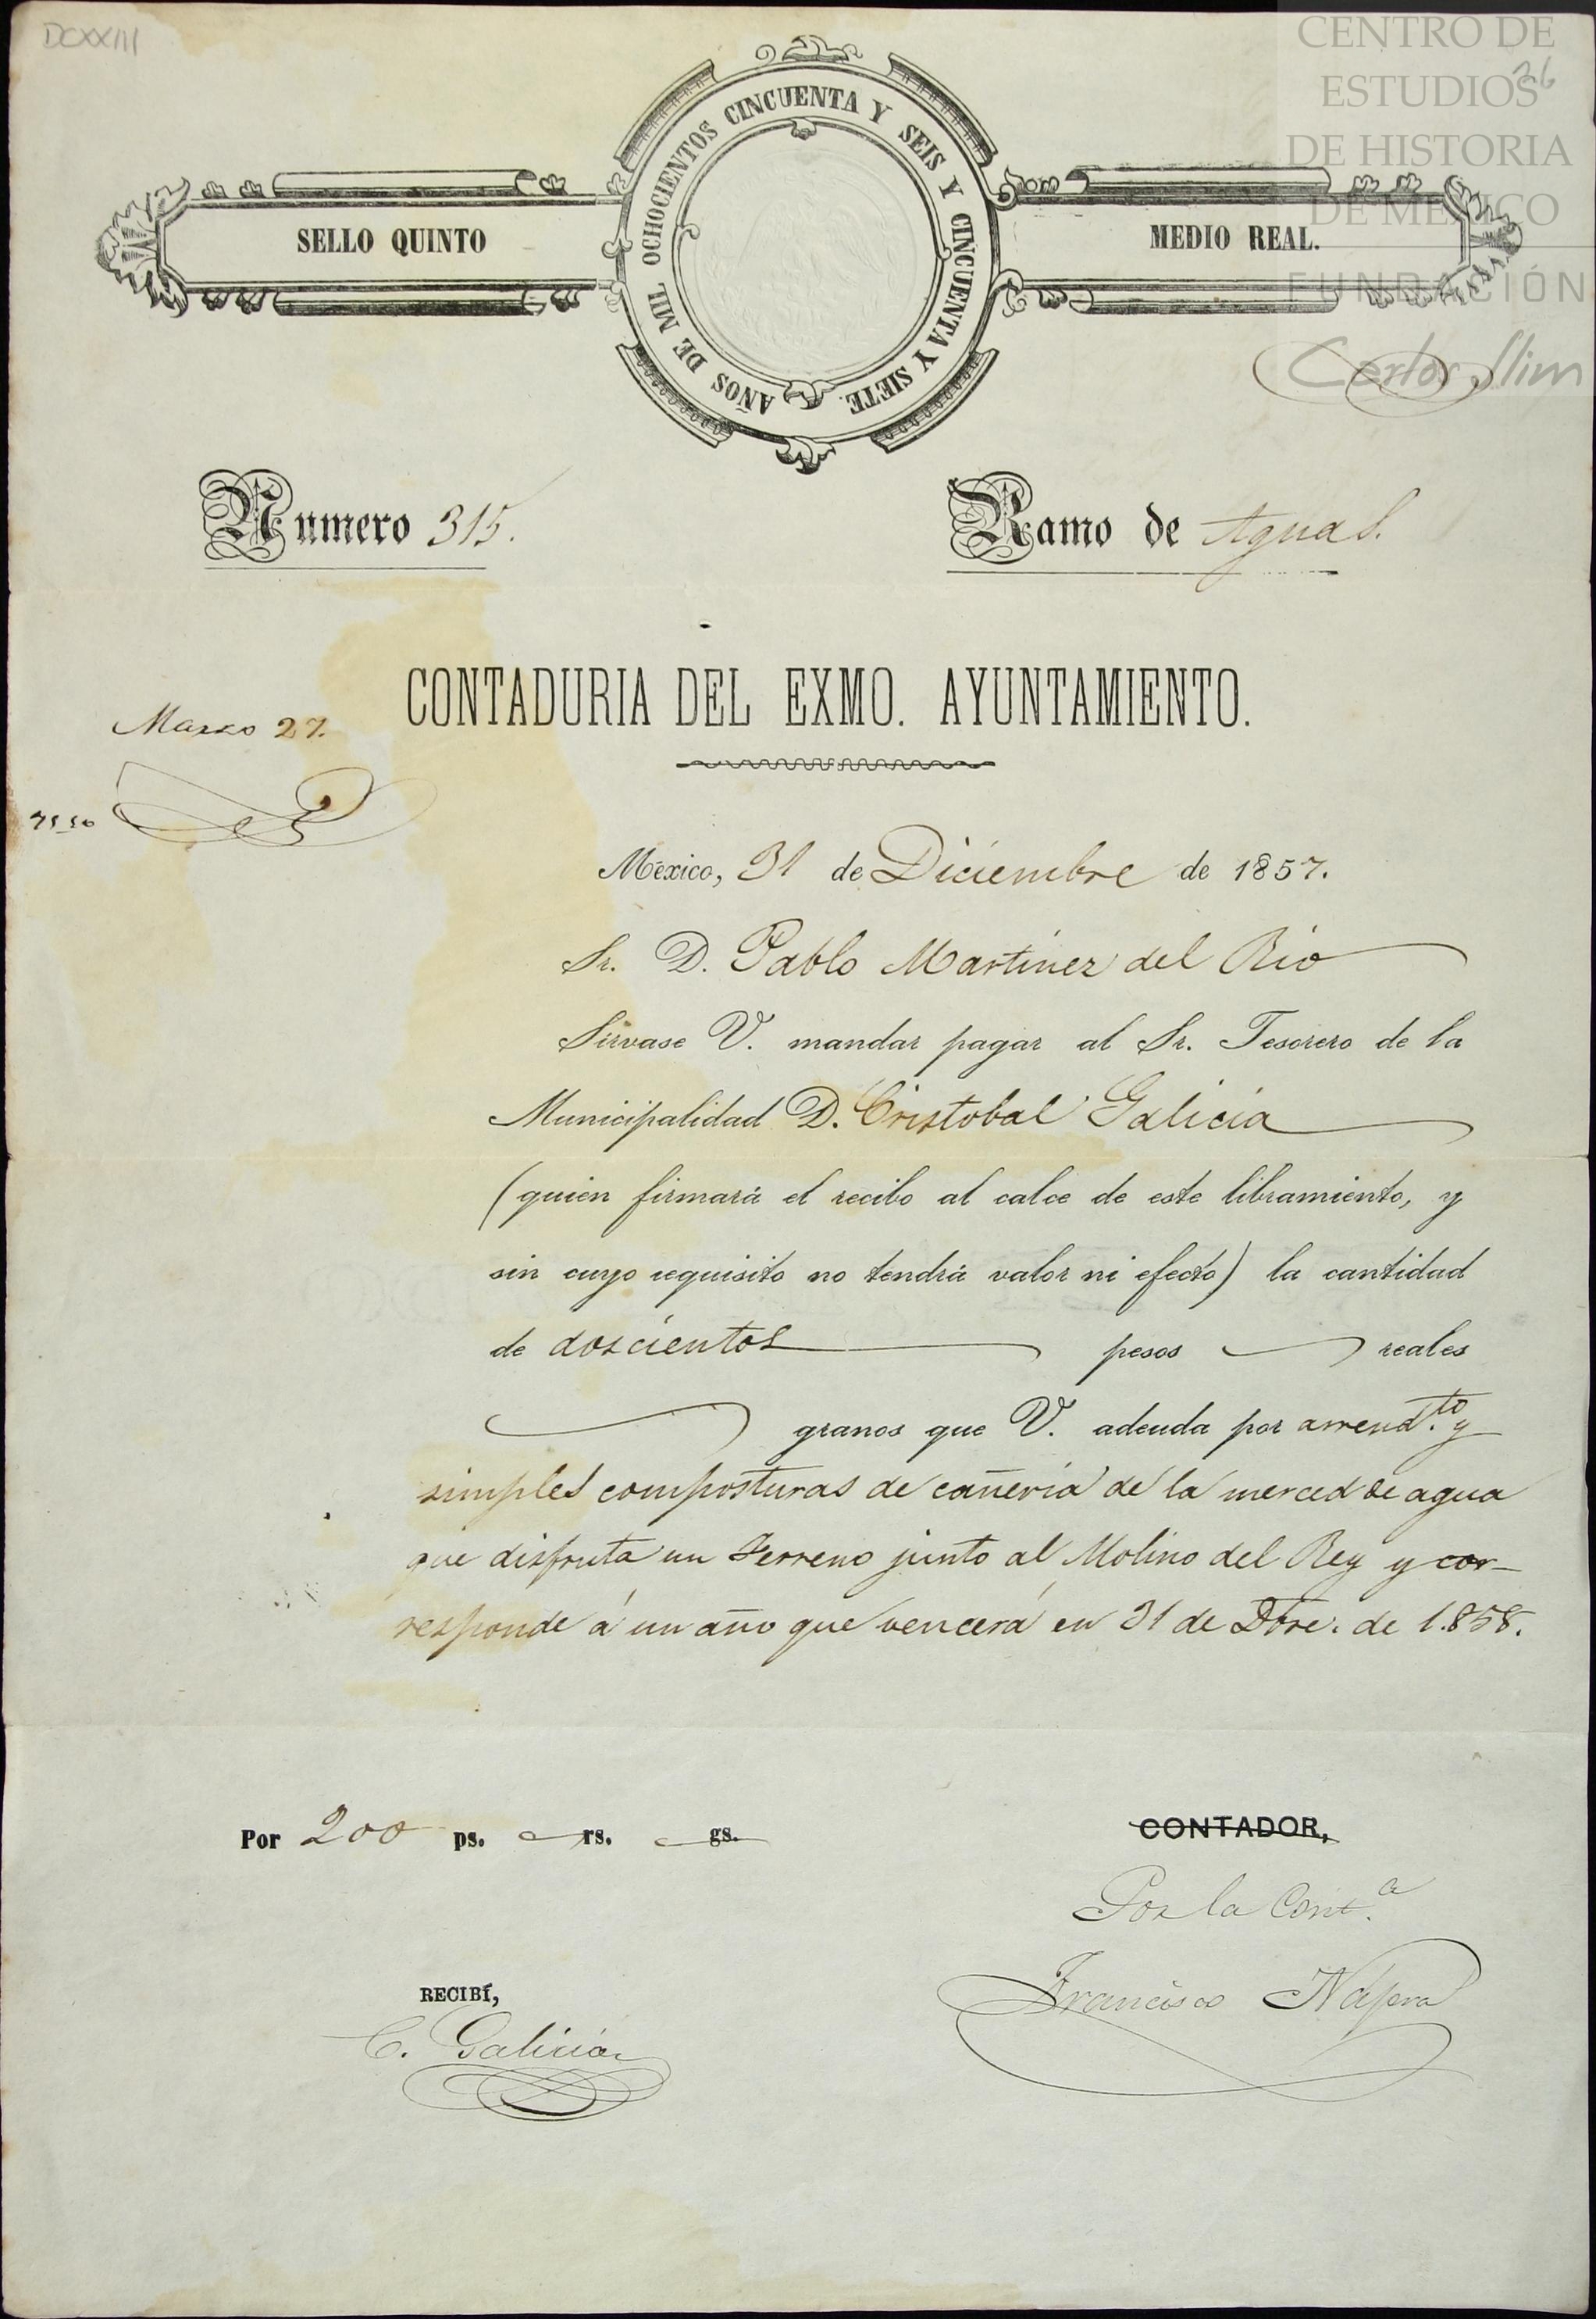 DCXXIII
CENTRO DE
ESTUDIOS
36
DE HISTORIA
DE MÉXICO
FUNDACIÓN
Carlos Slim
SELLO QUINTO
AÑOS DE MIL OCHOCIENTOS CINCUENTA Y SEIS Y CINCUENTA Y SIETE.
MEDIO REAL.
Numero 315.
Ramo de Aguas.
CONTADURIA DEL EXMO. AYUNTAMIENTO.
Marzo 27.
México, 31 de Diciembre de 1857.
Sr. D. Pablo Martinez del Rio
Sirvase V. mandar pagar al Sr. Tesorero de la
Municipalidad D. Cristobal Galicia
(quien firmará el recibo al calce de este libramiento, y
sin cuyo requisito no tendrá valor ni efecto) la cantidad
de doscientos pesos reales
granos que V. adeuda por arrend.to y
simples composturas de cañeria de la merced de agua
que disfruta un Terreno junto al Molino del Rey y cor-
responde á un año que vencerá en 31 de Dbre. de 1.858.
Por 200 ps. rs. gs.
CONTADOR,
Por la Cont.a
Francisco Nájera
RECIBÍ,
C. Galicia